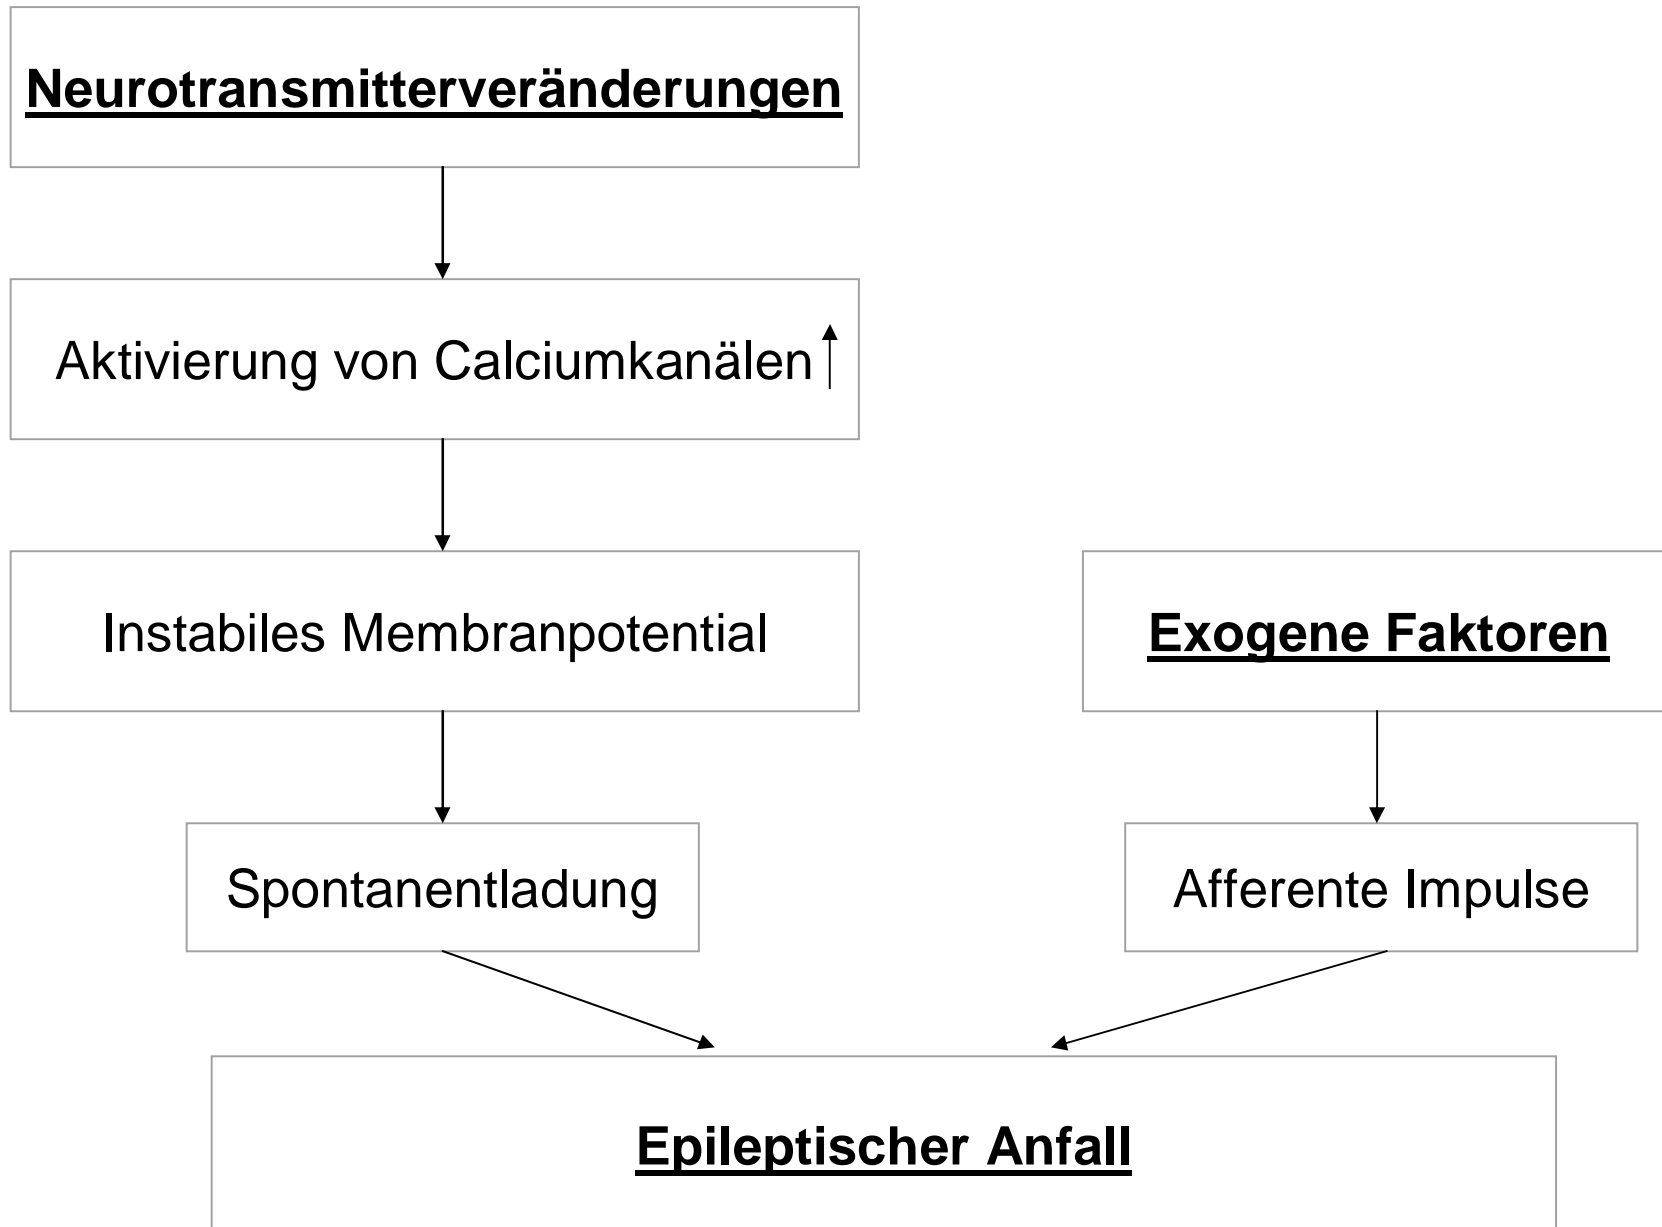 Neurotransmitterveränderungen
Aktivierung von Calciumkanälen
Instabiles Membranpotential
Exogene Faktoren
Spontanentladung
Afferente Impulse
Epileptischer Anfall